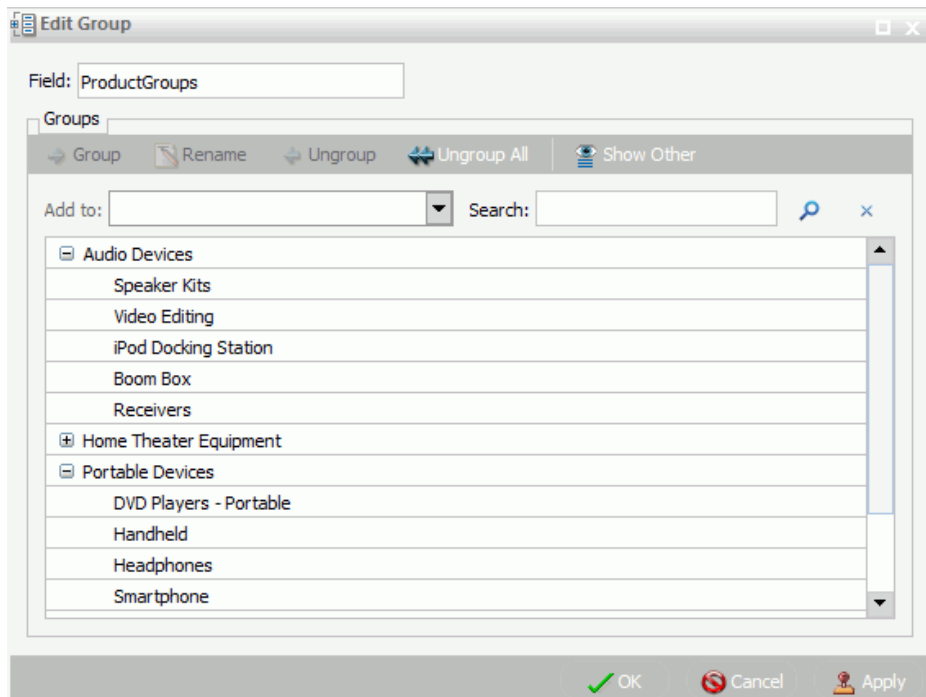 Edit Group
Field: ProductGroups
Groups
Group Rename Ungroup Ungroup All Show Other
Add to: Search:
Audio Devices
Speaker Kits
Video Editing
iPod Docking Station
Boom Box
Receivers
Home Theater Equipment
Portable Devices
DVD Players - Portable
Handheld
Headphones
Smartphone
OK Cancel Apply